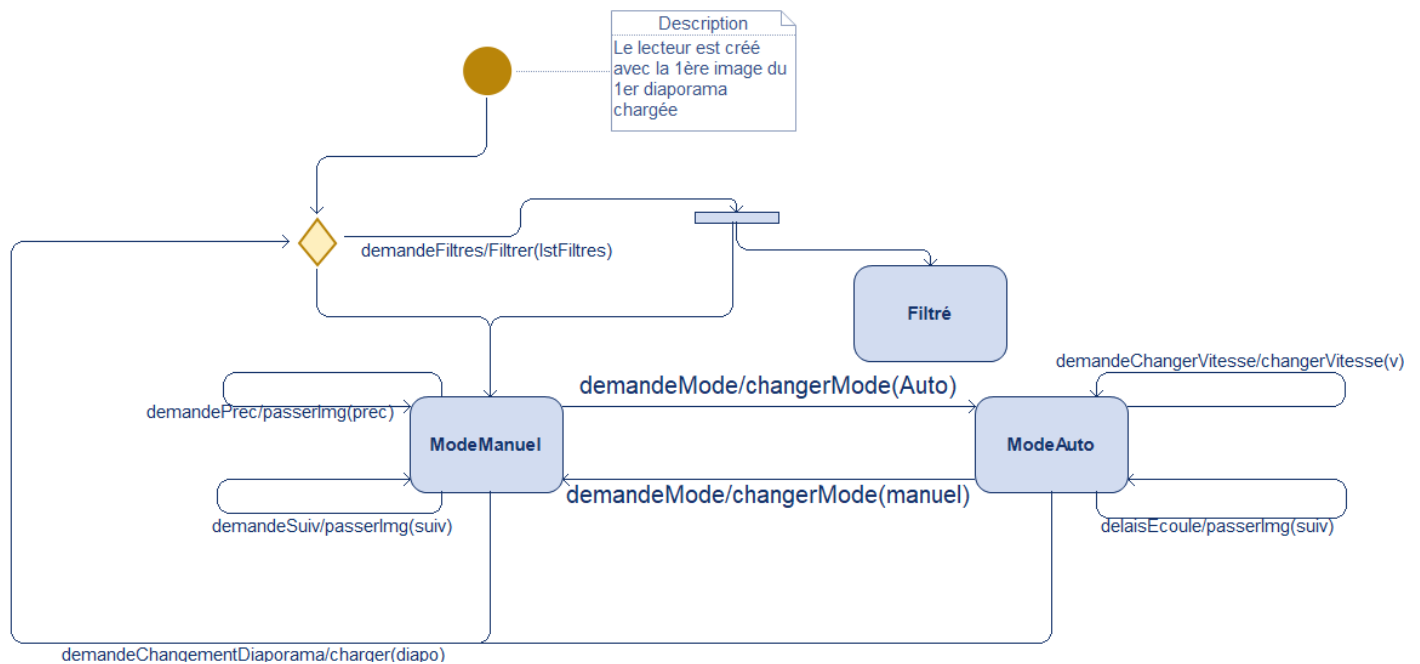 Description
Le lecteur est créé
avec la 1ère image du
1er diaporama
chargée
demandeFiltres/Filtrer(lstFiltres)
Filtré
demandeChangerVitesse/changerVitesse(v)
demandeMode/changerMode(Auto)
demandePrec/passerImg(prec)
ModeManuel
ModeAuto
demandeMode/changerMode(manuel)
demandeSuiv/passerImg(suiv)
delaisEcoule/passerImg(suiv)
demandeChangementDiaporama/charger(diapo)